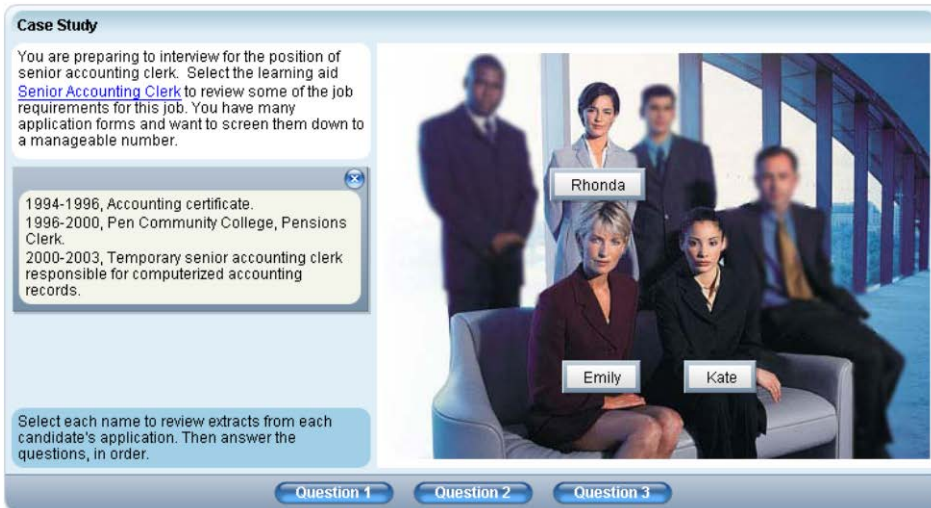 Case Study
You are preparing to interview for the position of
senior accounting clerk. Select the learning aid
Senior Accounting Clerk to review some of the job
requirements for this job. You have many
application forms and want to screen them down to
a manageable number.
1994-1996, Accounting certificate.
1996-2000, Pen Community College, Pensions
Clerk.
2000-2003, Temporary senior accounting clerk
responsible for computerized accounting
records.
Select each name to review extracts from each
candidate's application. Then answer the
questions, in order.
Rhonda
Emily
Kate
Question 1
Question 2
Question 3